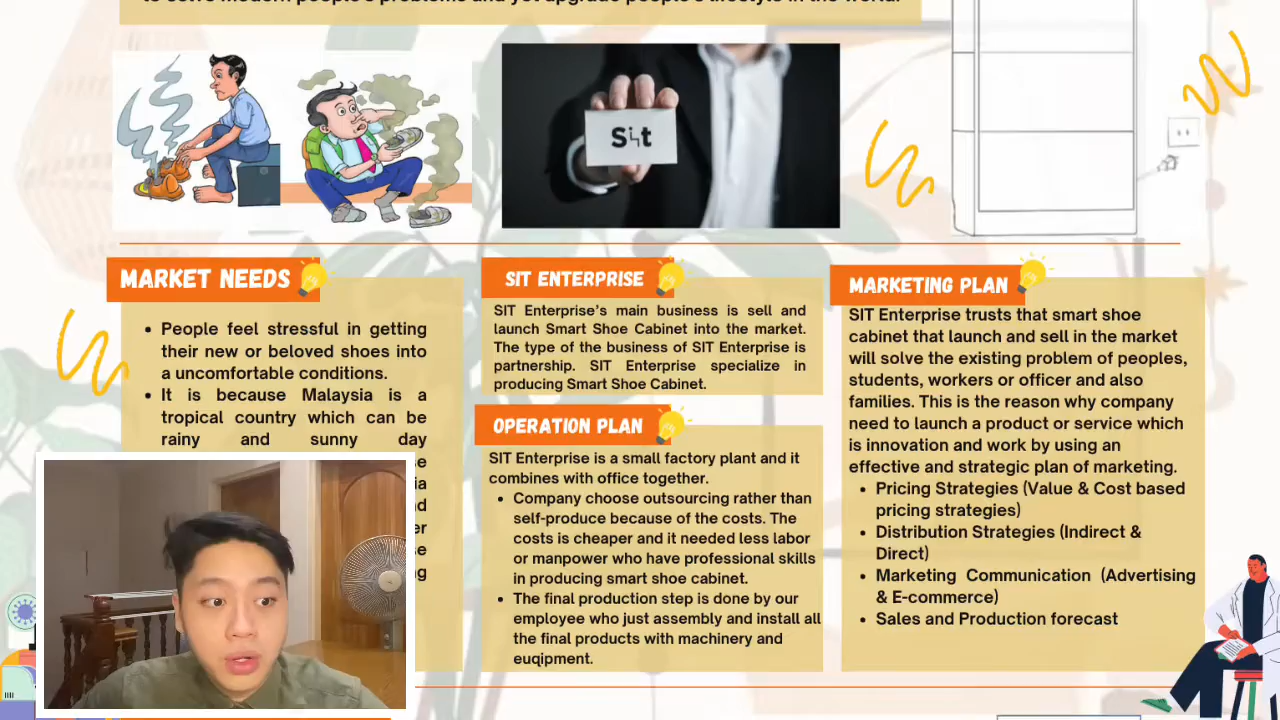 Sit
MARKET NEEDS
People feel stressful in getting
their new or beloved shoes into
a uncomfortable conditions.
It is because Malaysia is a
tropical country which can be
rainy and sunny day
SIT ENTERPRISE
SIT Enterprise's main business is sell and
launch Smart Shoe Cabinet into the market.
The type of the business of SIT Enterprise is
partnership. SIT Enterprise specialize in
producing Smart Shoe Cabinet.
OPERATION PLAN
SIT Enterprise is a small factory plant and it
combines with office together.
Company choose outsourcing rather than
self-produce because of the costs. The
costs is cheaper and it needed less labor
or manpower who have professional skills
in producing smart shoe cabinet.
The final production step is done by our
employee who just assembly and install all
the final products with machinery and
euqipment.
MARKETING PLAN
SIT Enterprise trusts that smart shoe
cabinet that launch and sell in the market
will solve the existing problem of peoples,
students, workers or officer and also
families. This is the reason why company
need to launch a product or service which
is innovation and work by using an
effective and strategic plan of marketing.
Pricing Strategies (Value & Cost based
pricing strategies)
Distribution Strategies (Indirect &
Direct)
Marketing Communication (Advertising
& E-commerce)
Sales and Production forecast